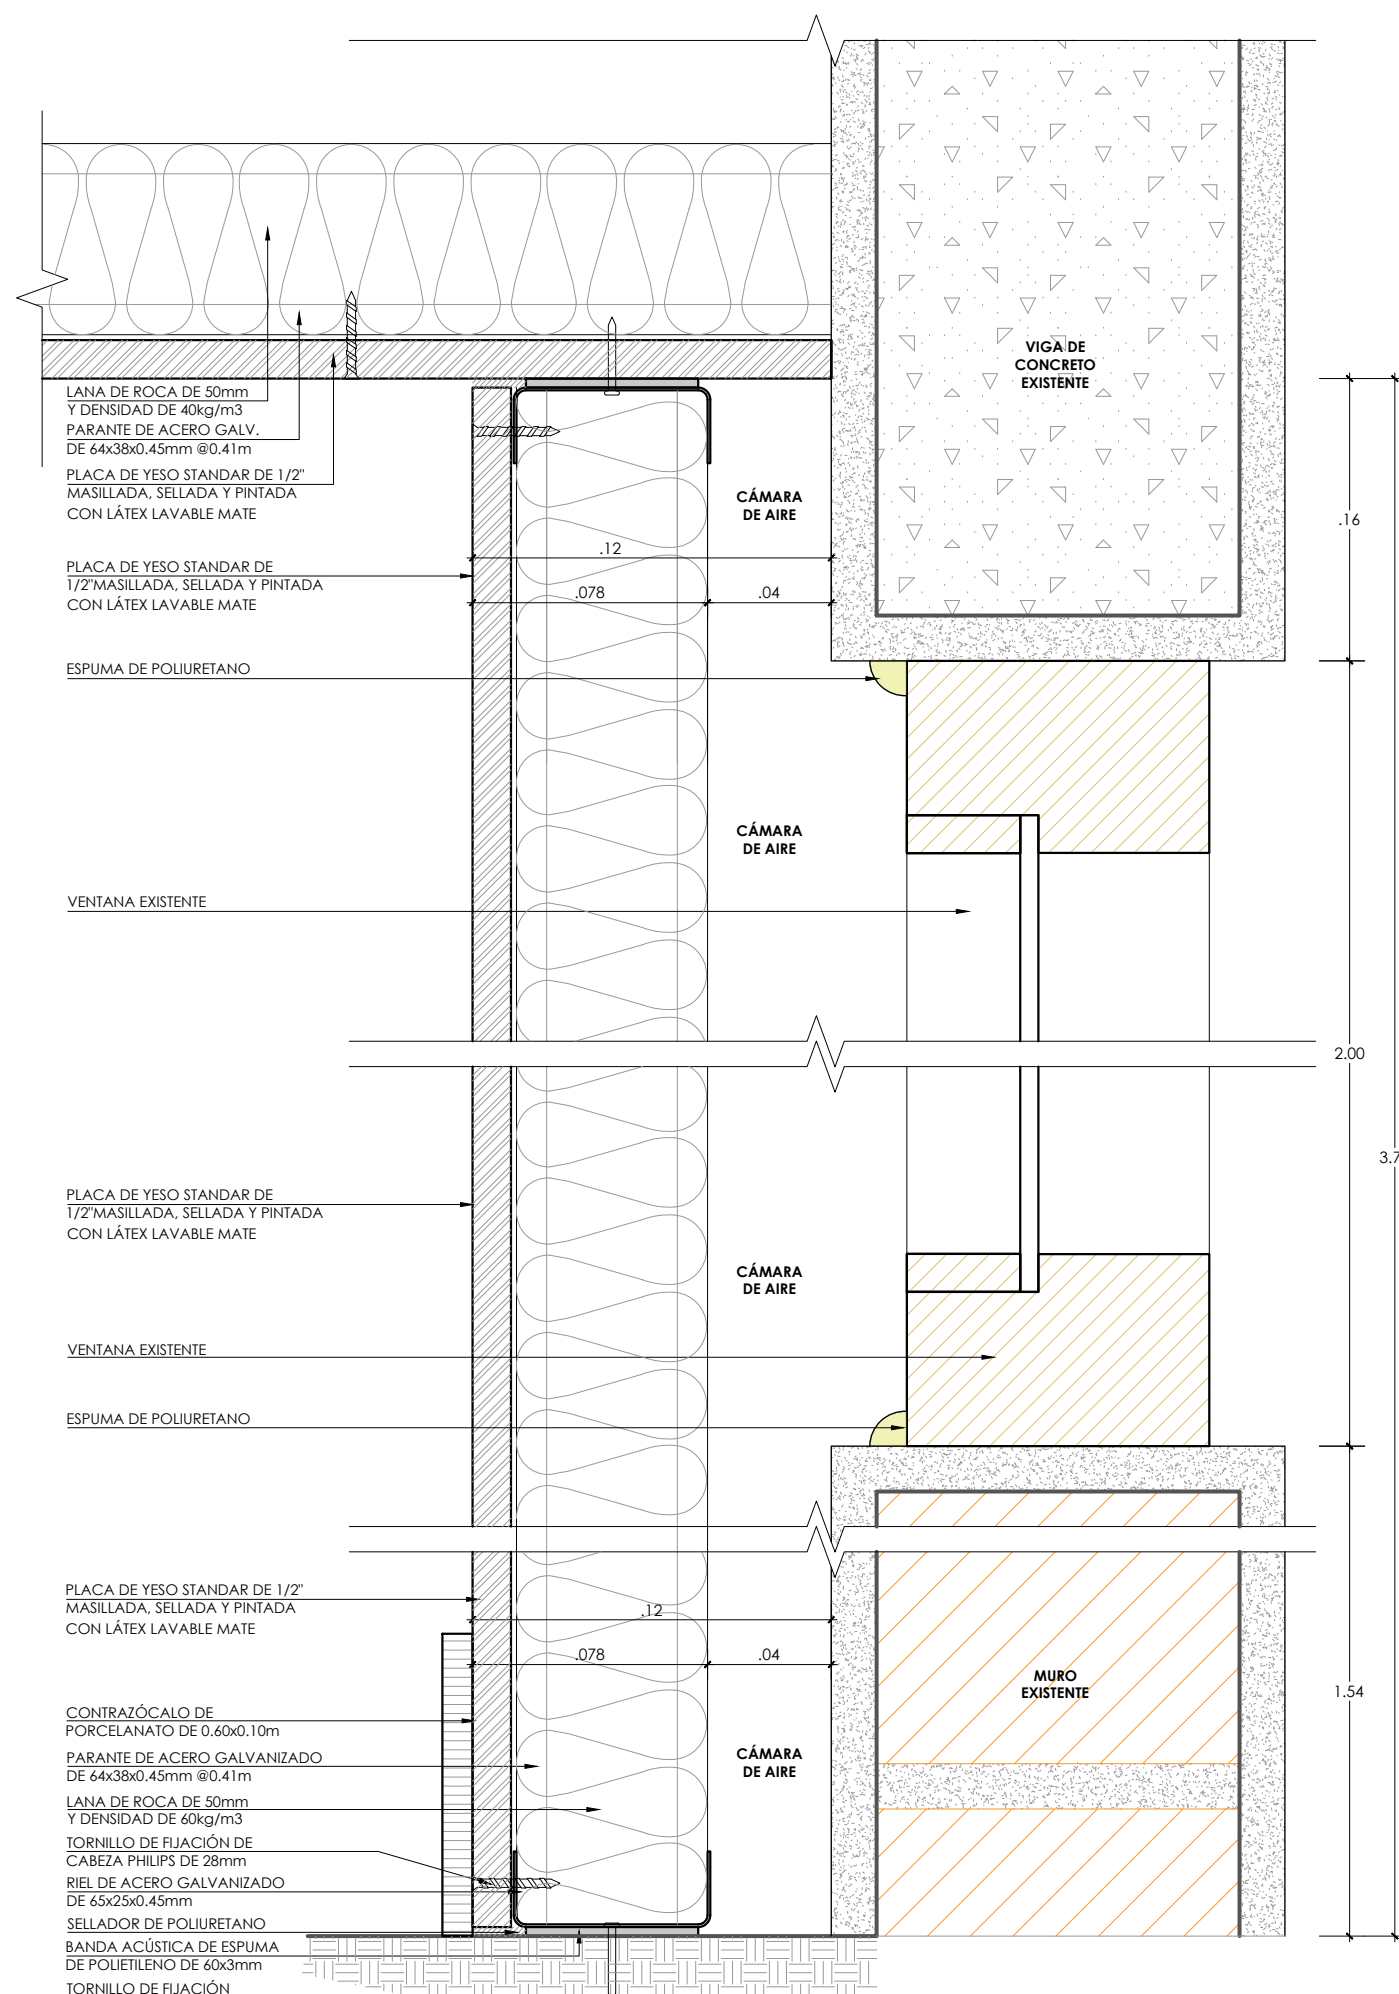 VIGA DE
CONCRETO
EXISTENTE
LANA DE ROCA DE 50mm
Y DENSIDAD DE 40kg/m3
PARANTE DE ACERO GALV.
DE 64x38x0.45mm @0.41m
PLACA DE YESO STANDAR DE 1/2"
MASILLADA, SELLADA Y PINTADA
CON LÁTEX LAVABLE MATE
CÁMARA
DE AIRE
.16
.12
PLACA DE YESO STANDAR DE
1/2"MASILLADA, SELLADA Y PINTADA
CON LÁTEX LAVABLE MATE
.078
.04
ESPUMA DE POLIURETANO
CÁMARA
DE AIRE
VENTANA EXISTENTE
2.00
3.7
PLACA DE YESO STANDAR DE
1/2"MASILLADA, SELLADA Y PINTADA
CON LÁTEX LAVABLE MATE
CÁMARA
DE AIRE
VENTANA EXISTENTE
ESPUMA DE POLIURETANO
PLACA DE YESO STANDAR DE 1/2"
MASILLADA, SELLADA Y PINTADA
CON LÁTEX LAVABLE MATE
.12
.078
.04
MURO
EXISTENTE
1.54
CONTRAZÓCALO DE
PORCELANATO DE 0.60x0.10m
PARANTE DE ACERO GALVANIZADO
DE 64x38x0.45mm @0.41m
CÁMARA
DE AIRE
LANA DE ROCA DE 50mm
Y DENSIDAD DE 60kg/m3
TORNILLO DE FIJACIÓN DE
CABEZA PHILIPS DE 28mm
RIEL DE ACERO GALVANIZADO
DE 65x25x0.45mm
SELLADOR DE POLIURETANO
BANDA ACÚSTICA DE ESPUMA
DE POLIETILENO DE 60x3mm
TORNILLO DE FIJACIÓN